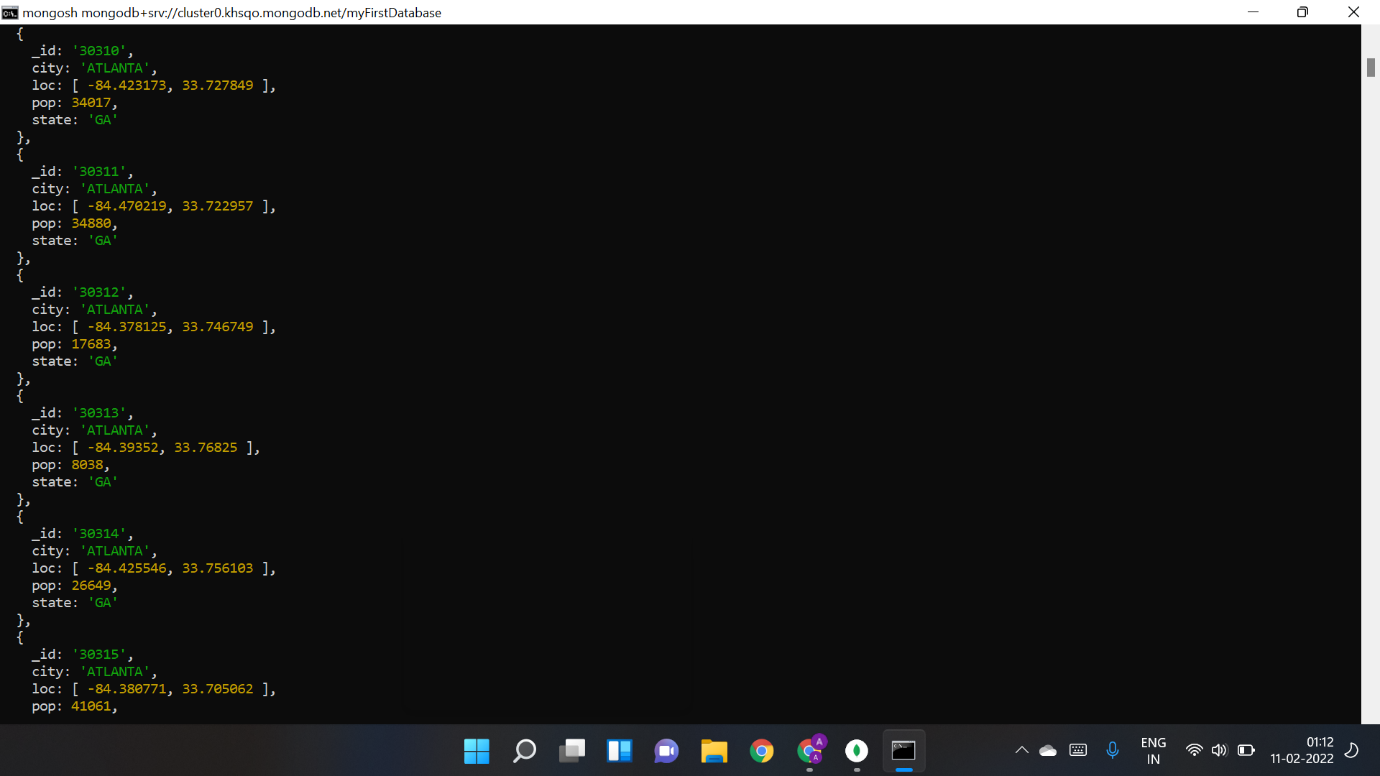 mongosh mongodb+srv://cluster0.khsqo.mongodb.net/myFirstDatabase
{
_id: '30310',
city: 'ATLANTA',
loc: [ -84.423173, 33.727849 ],
pop: 34017,
state: 'GA'
},
{
_id: '30311',
city: 'ATLANTA',
loc: [ -84.470219, 33.722957 ],
pop: 34880,
state: 'GA'
},
{
_id: '30312',
city: 'ATLANTA',
loc: [ -84.378125, 33.746749 ],
pop: 17683,
state: 'GA'
},
{
_id: '30313',
city: 'ATLANTA',
loc: [ -84.39352, 33.76825 ],
pop: 8038,
state: 'GA'
},
{
_id: '30314',
city: 'ATLANTA',
loc: [ -84.425546, 33.756103 ],
pop: 26649,
state: 'GA'
},
{
_id: '30315',
city: 'ATLANTA',
loc: [ -84.380771, 33.705062 ],
pop: 41061,
A
A
ENG
IN
01:12
11-02-2022